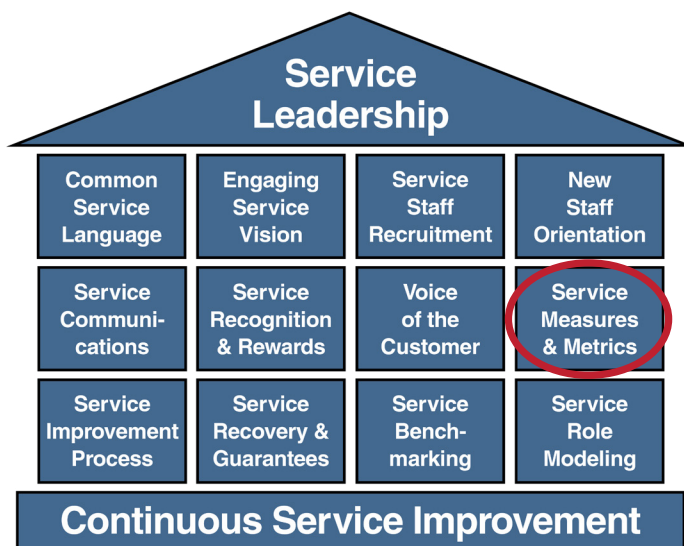 Service
Leadership
Common
Service
Language
Engaging
Service
Vision
Service
Staff
Recruitment
New
Staff
Orientation
Service
Communi-
cations
Service
Recognition
& Rewards
Voice
of the
Customer
Service
Measures
& Metrics
Service
Improvement
Process
Service
Recovery &
Guarantees
Service
Bench-
marking
Service
Role
Modeling
Continuous Service Improvement